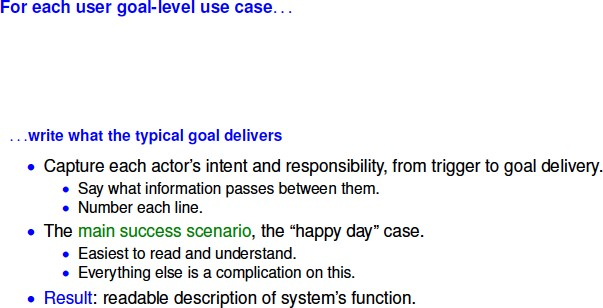 For each user goal-level use case...
...write what the typical goal delivers
• Capture each actor's intent and responsibility, from trigger to goal delivery.
• Say what information passes between them.
• Number each line.
• The main success scenario, the “happy day” case.
• Easiest to read and understand.
• Everything else is a complication on this.
• Result: readable description of system's function.